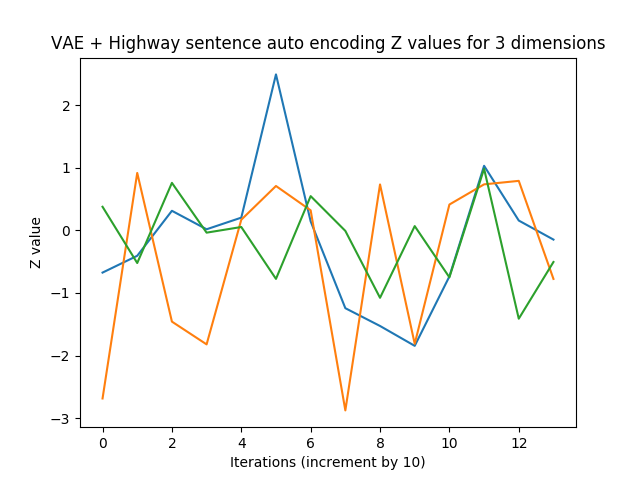 VAE + Highway sentence auto encoding Z values for 3 dimensions
2
1
0
−1
−2
−3
Z value
0 2 4 6 8 10 12
Iterations (increment by 10)